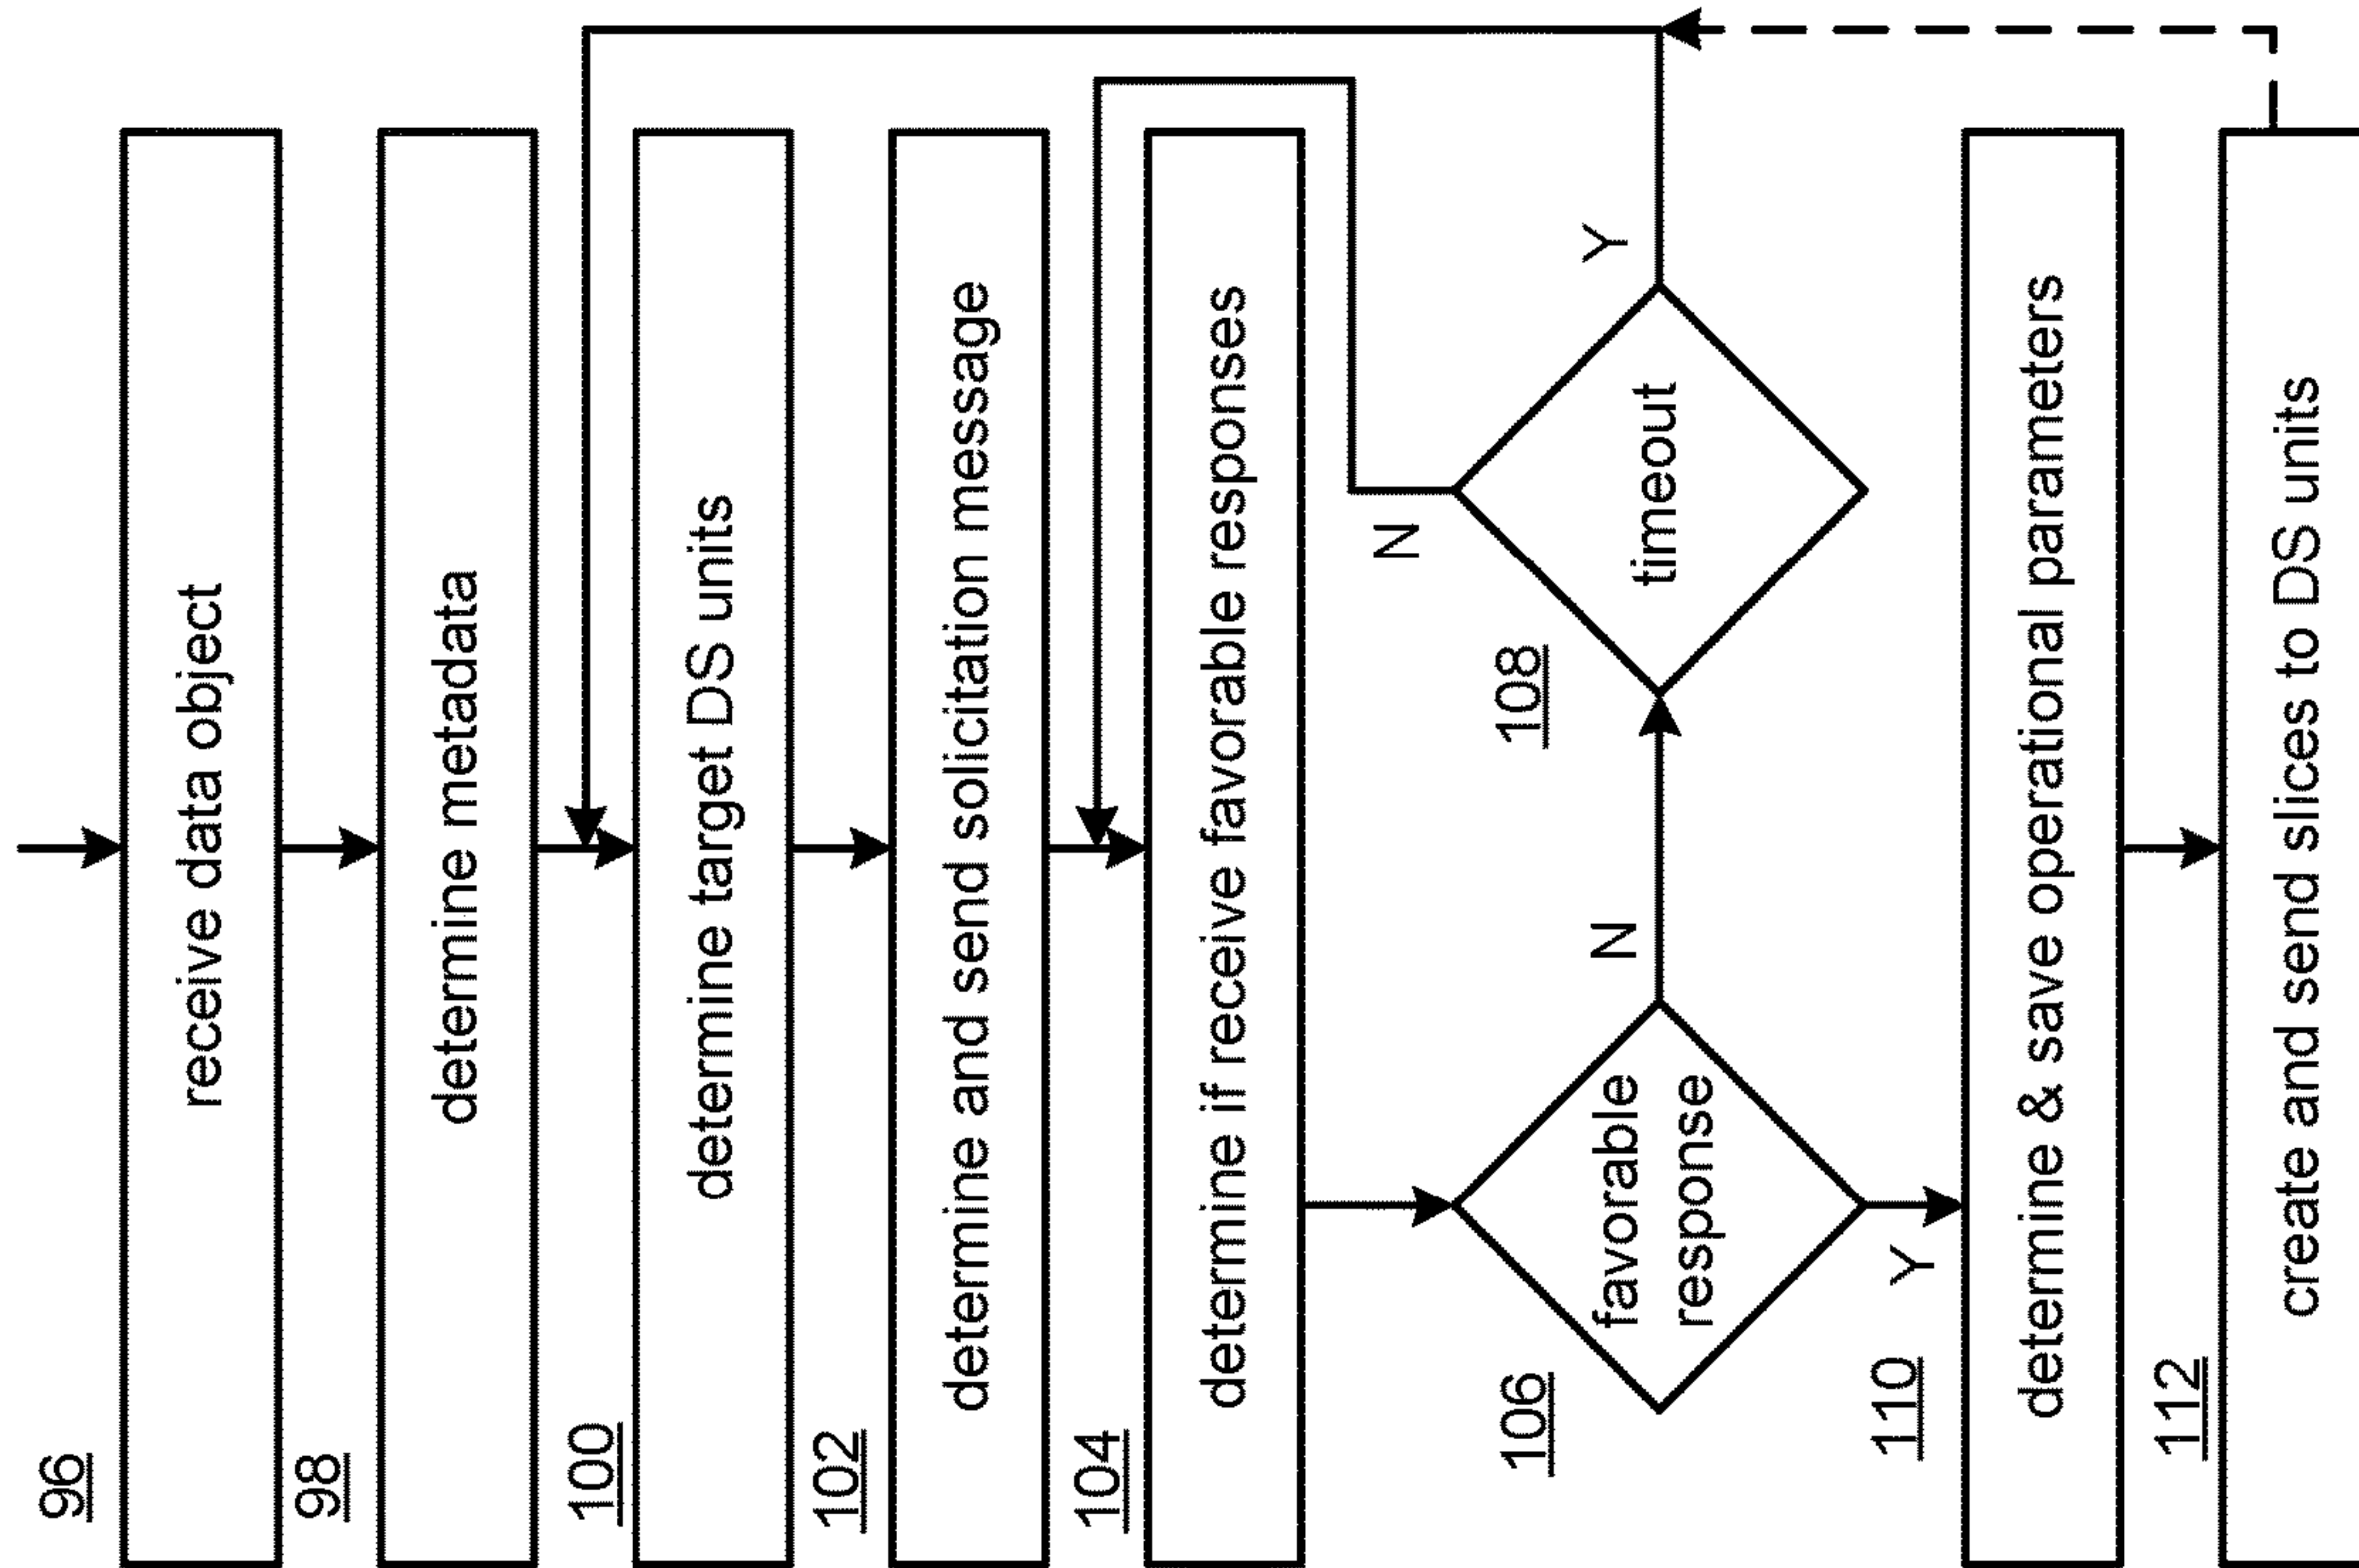 96
receive data object
98
determine metadata
100
determine target DS units
102
determine and send solicitation message
104
determine if receive favorable responses
106
favorable
response
N
Y
108
timeout
N
Y
110
determine & save operational parameters
112
create and send slices to DS units